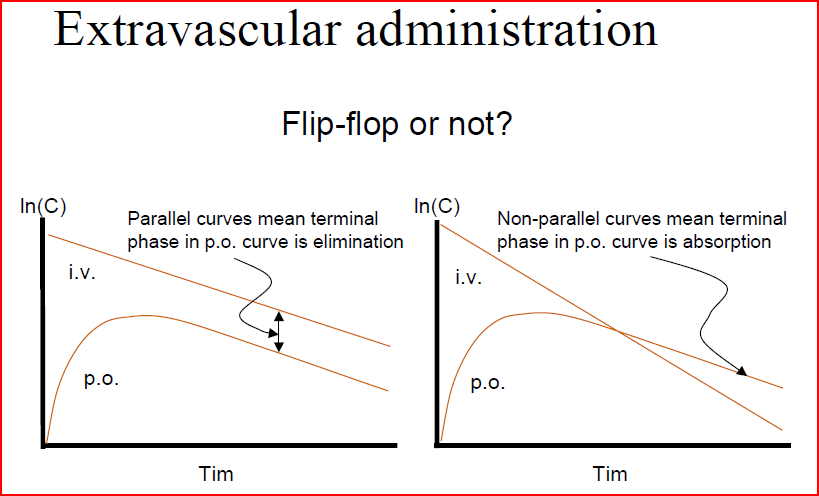 Extravascular administration
Flip-flop or not?
ln(C)
Parallel curves mean terminal
phase in p.o. curve is elimination
i.v.
p.o.
Tim
ln(C)
Non-parallel curves mean terminal
phase in p.o. curve is absorption
i.v.
p.o.
Tim